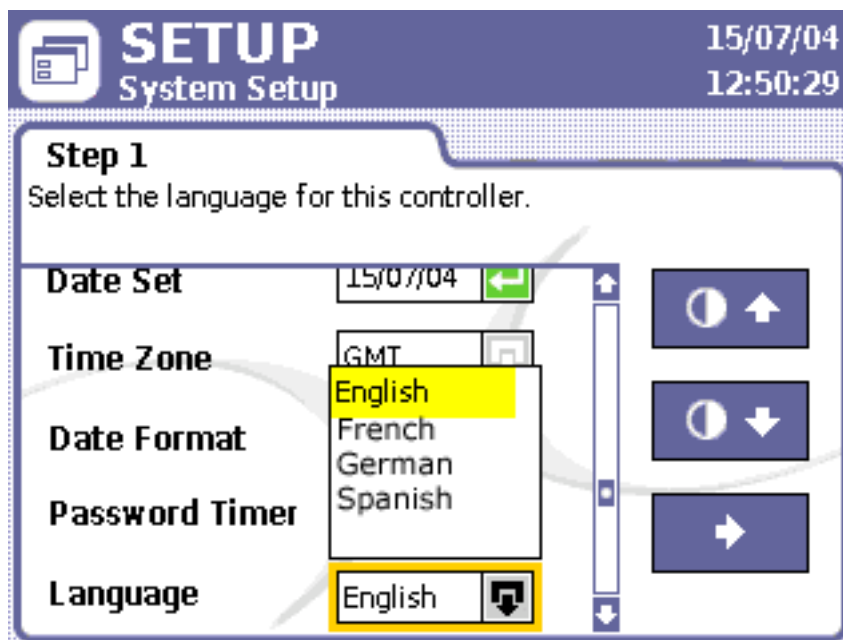 SETUP
System Setup
15/07/04
12:50:29
Step 1
Select the language for this controller.
Date Set
15/07/04
Time Zone
GMT
English
French
German
Spanish
Date Format
Password Timer
Language
English